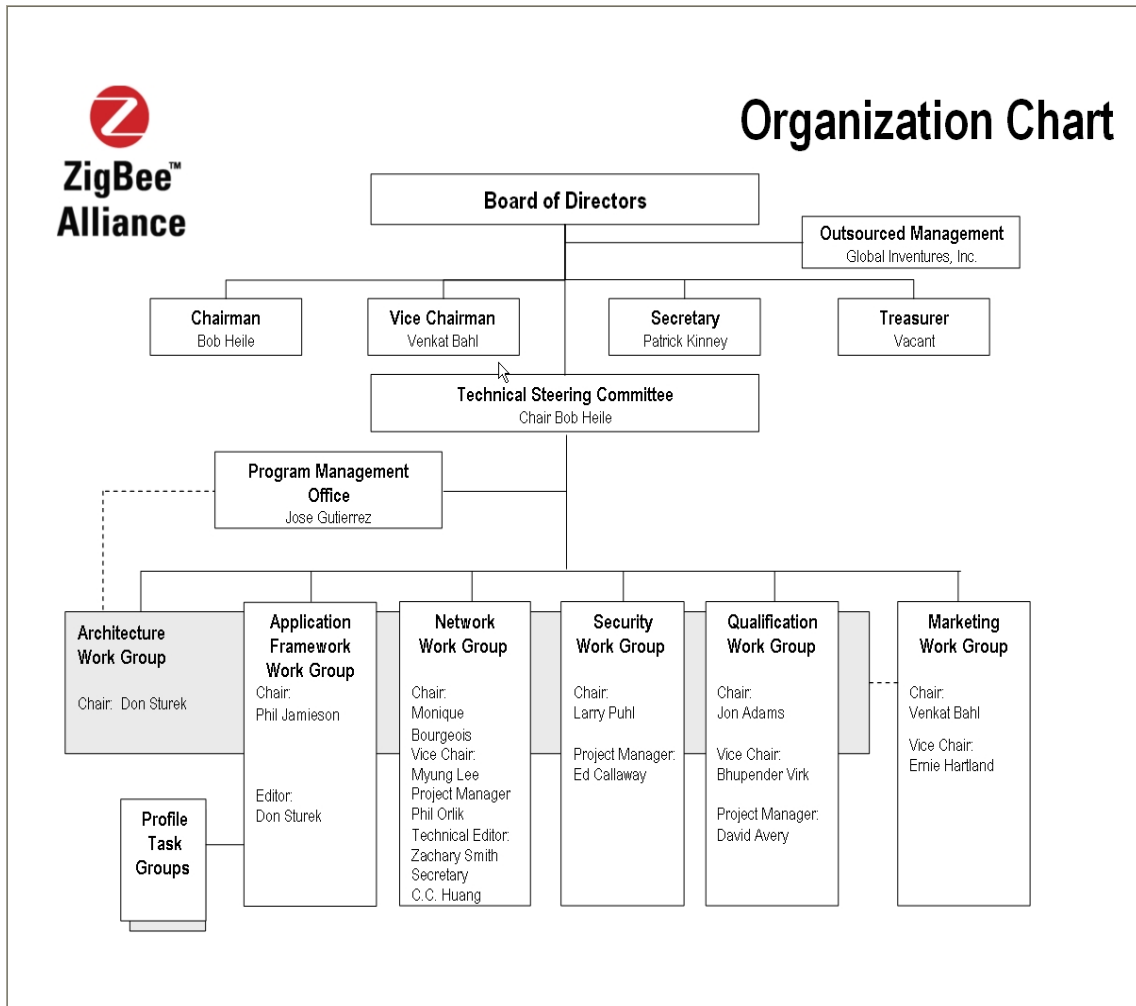 Organization Chart
ZigBee™
Alliance
Board of Directors
Outsourced Management
Global Inventures, Inc.
Chairman
Bob Heile
Vice Chairman
Venkat Bahl
Secretary
Patrick Kinney
Treasurer
Vacant
Technical Steering Committee
Chair Bob Heile
Program Management
Office
Jose Gutierrez
Architecture
Work Group
Chair: Don Sturek
Application
Framework
Work Group
Chair:
Phil Jamieson
Editor:
Don Sturek
Network
Work Group
Chair:
Monique
Bourgeois
Vice Chair:
Myung Lee
Project Manager
Phil Orlik
Technical Editor:
Zachary Smith
Secretary
C.C. Huang
Security
Work Group
Chair:
Larry Puhl
Project Manager:
Ed Callaway
Qualification
Work Group
Chair:
Jon Adams
Vice Chair:
Bhupender Virk
Project Manager:
David Avery
Marketing
Work Group
Chair:
Venkat Bahl
Vice Chair:
Ernie Hartland
Profile
Task
Groups